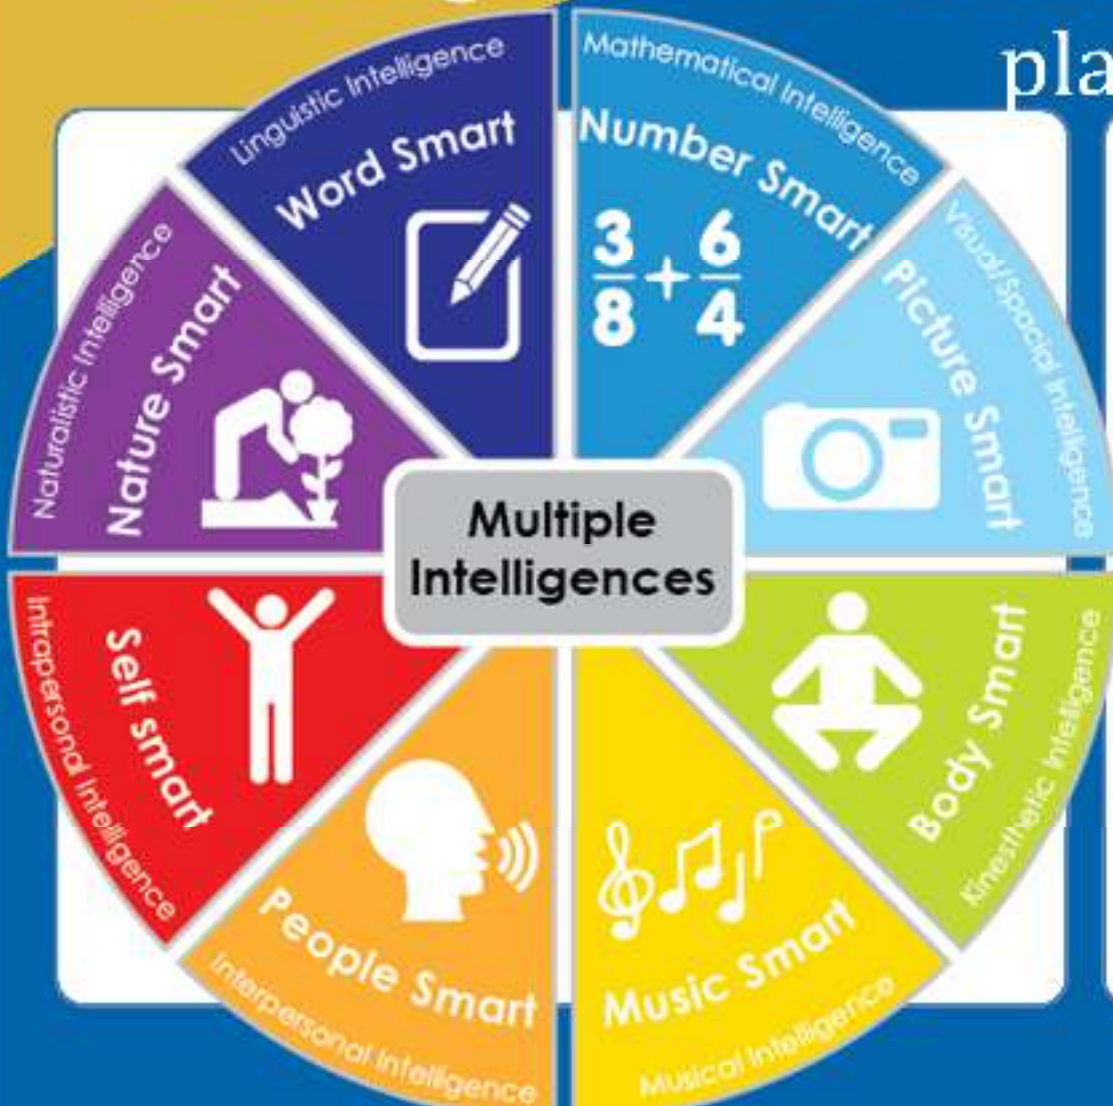 pla
Linguistic Intelligence
Word Smart
Mathematical Intelligence
Number Smart
3/8 + 6/4
Visual/Spacial Intelligence
Picture Smart
Naturalistic Intelligence
Nature Smart
Multiple
Intelligences
Intrapersonal Intelligence
Self smart
Body Smart
Kinesthetic Intelligence
People Smart
Interpersonal Intelligence
Music Smart
Musical Intelligence